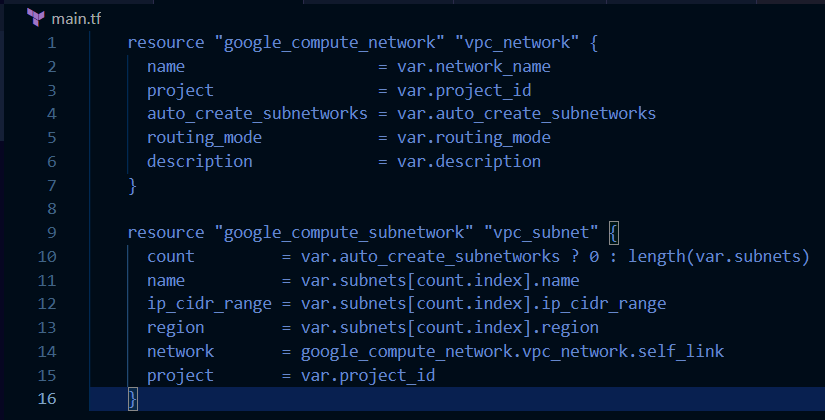 main.tf
1 resource "google_compute_network" "vpc_network" {
2   name                    = var.network_name
3   project                 = var.project_id
4   auto_create_subnetworks = var.auto_create_subnetworks
5   routing_mode            = var.routing_mode
6   description             = var.description
7 }
8
9 resource "google_compute_subnetwork" "vpc_subnet" {
10   count         = var.auto_create_subnetworks ? 0 : length(var.subnets)
11   name          = var.subnets[count.index].name
12   ip_cidr_range = var.subnets[count.index].ip_cidr_range
13   region        = var.subnets[count.index].region
14   network       = google_compute_network.vpc_network.self_link
15   project       = var.project_id
16 }